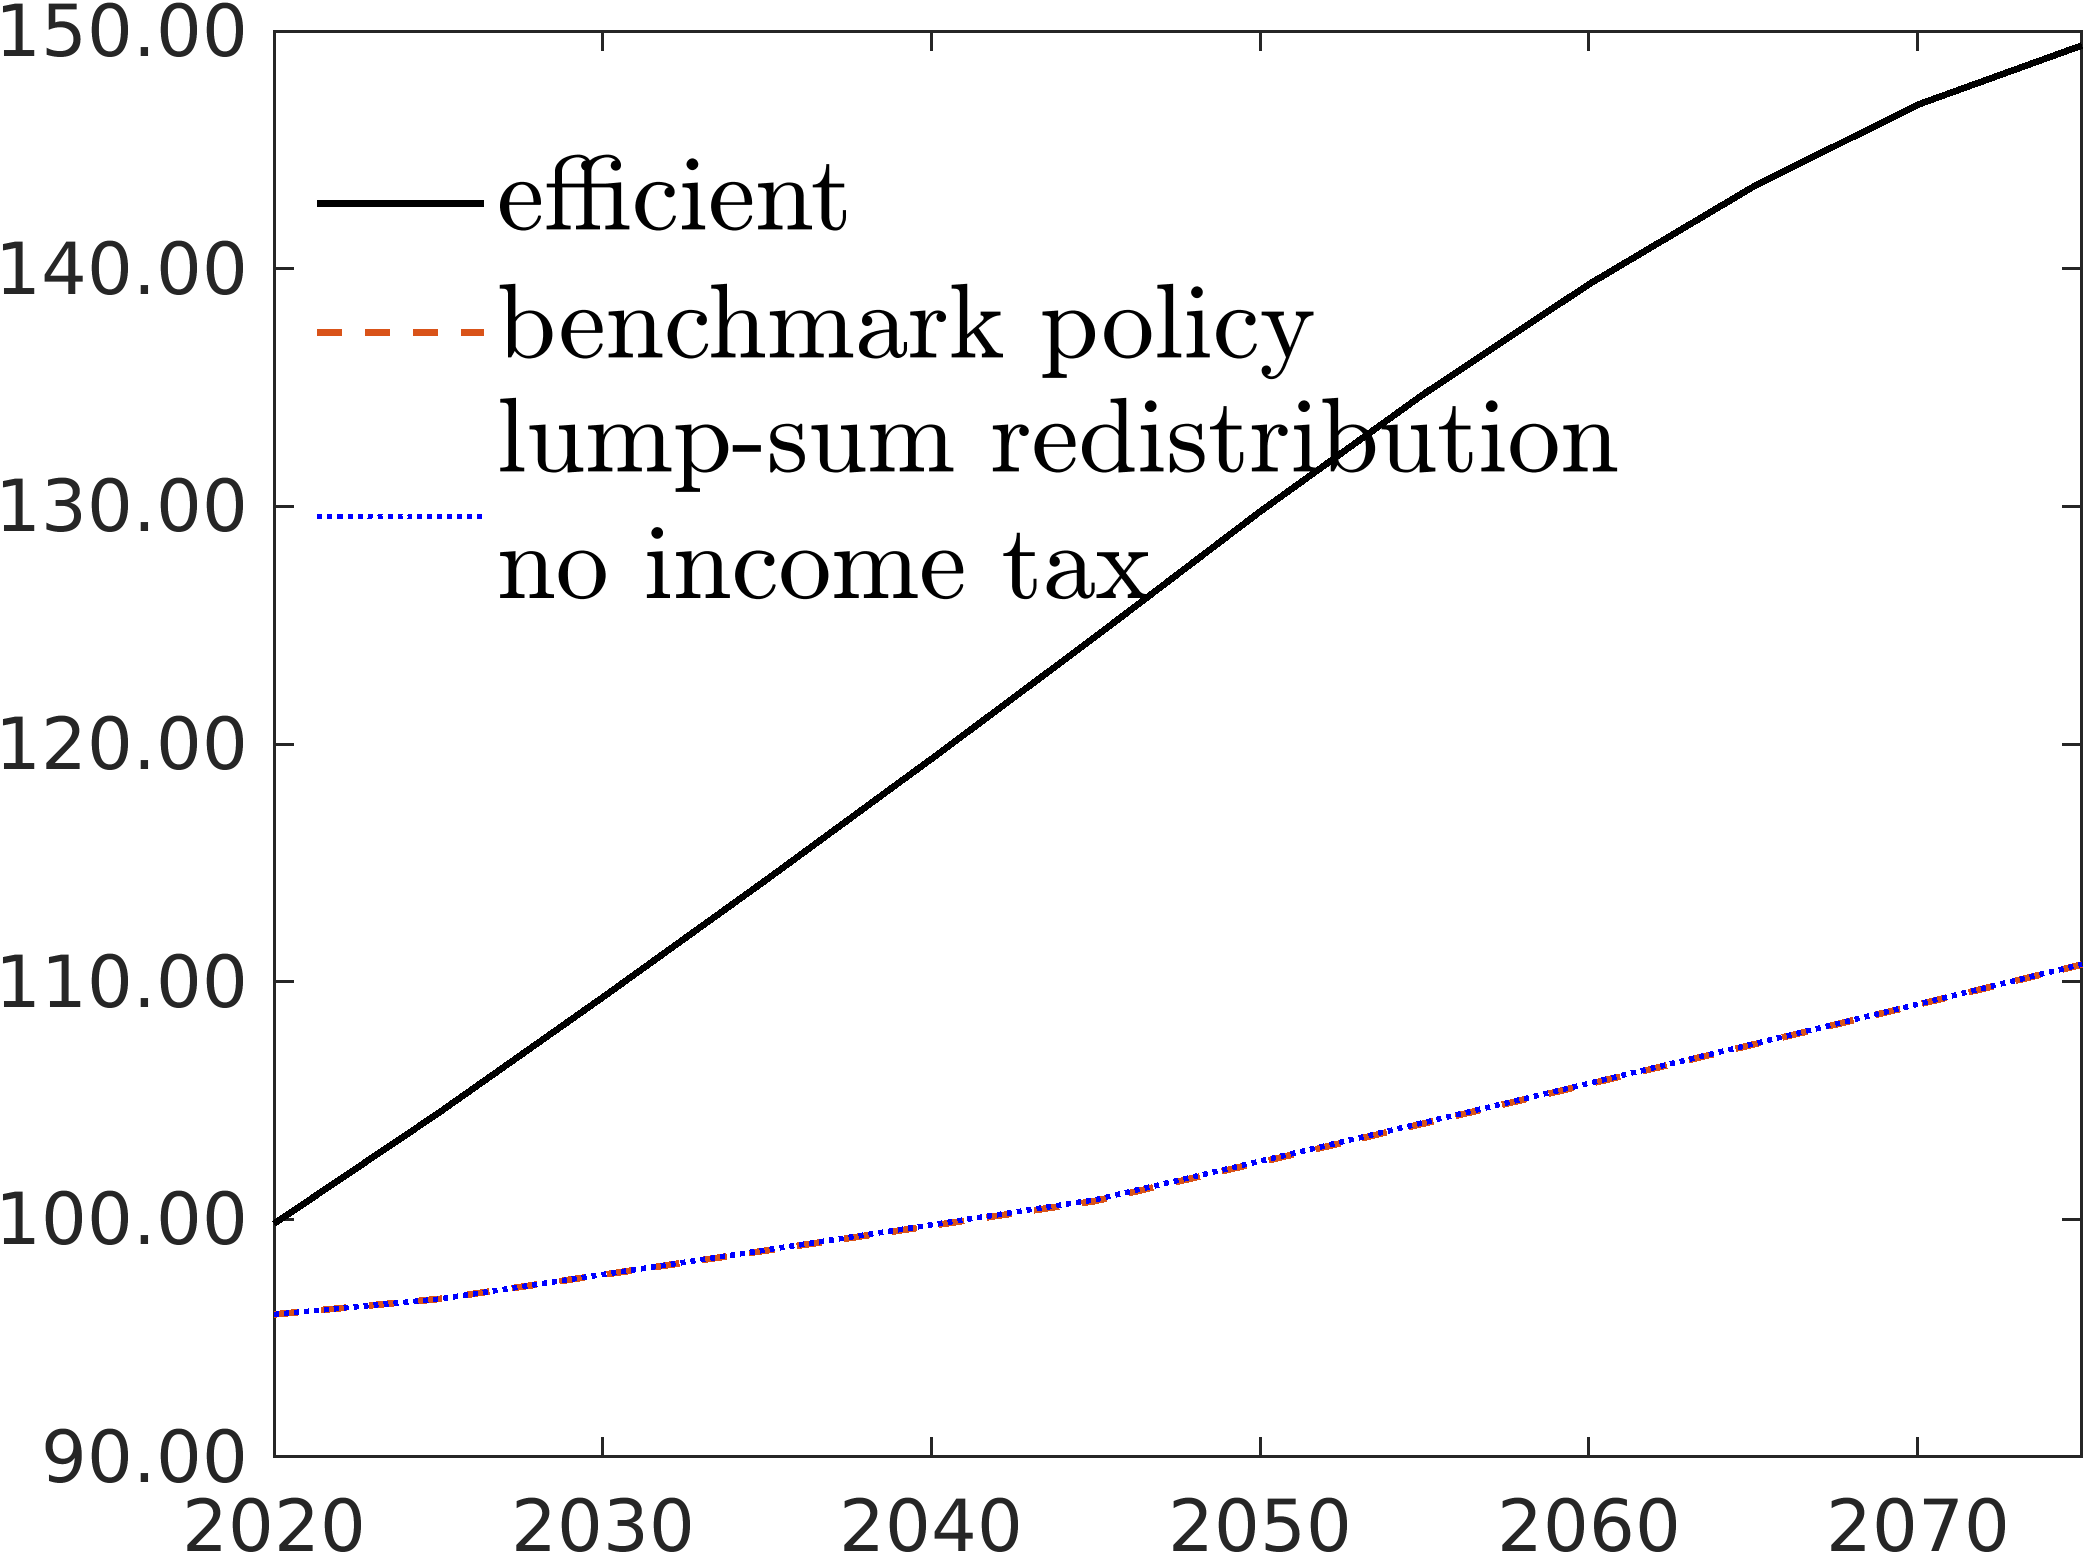 150.00
efficient
140.00
benchmark policy
lump-sum redistribution
130.00
no income tax
120.00
110.00
100.00
90.00
2020 2030 2040 2050 2060 2070